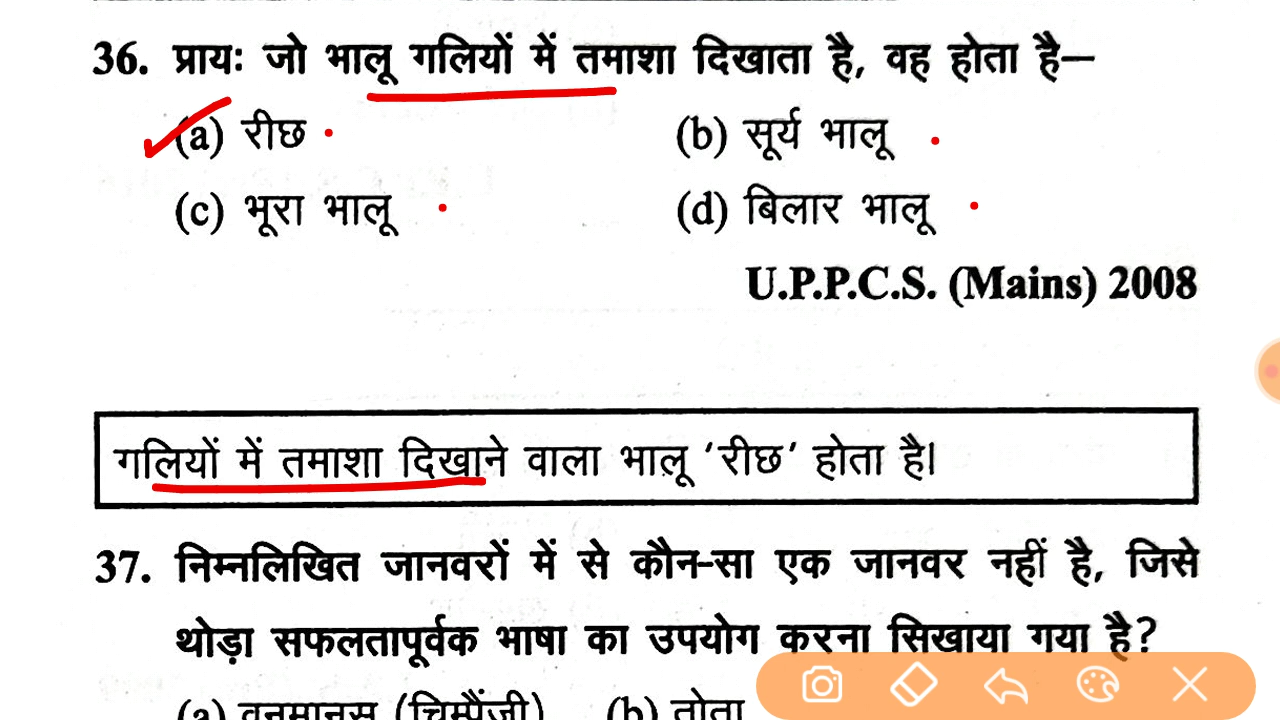 36. प्रायः जो भालू गलियों में तमाशा दिखाता है, वह होता है—
(a) रीछ (b) सूर्य भालू
(c) भूरा भालू (d) बिलार भालू
U.P.P.C.S. (Mains) 2008
गलियों में तमाशा दिखाने वाला भालू ‘रीछ’ होता है।
37. निम्नलिखित जानवरों में से कौन-सा एक जानवर नहीं है, जिसे
थोड़ा सफलतापूर्वक भाषा का उपयोग करना सिखाया गया है?
(a) वनमानुस (चिम्पैंजी) (b) तोता